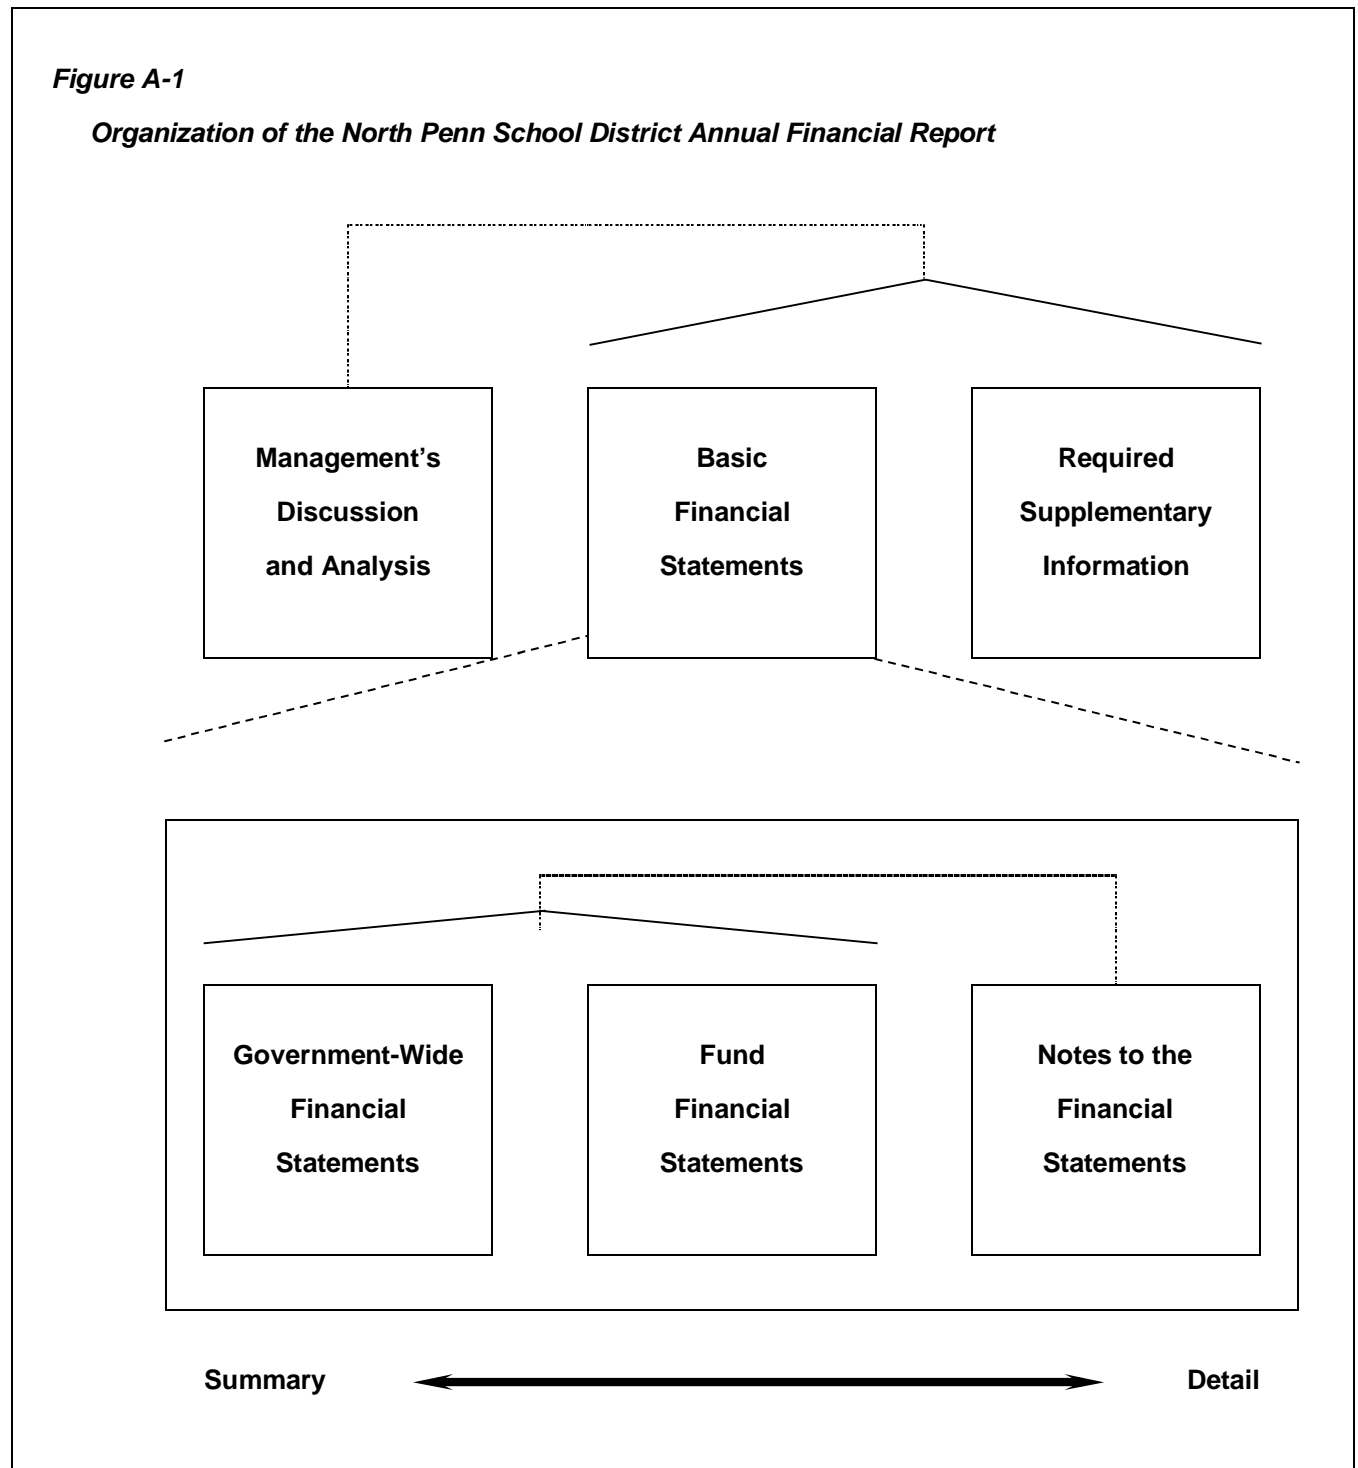 Figure A-1
Organization of the North Penn School District Annual Financial Report
Management’s
Discussion
and Analysis
Basic
Financial
Statements
Required
Supplementary
Information
Government-Wide
Financial
Statements
Fund
Financial
Statements
Notes to the
Financial
Statements
Summary
Detail